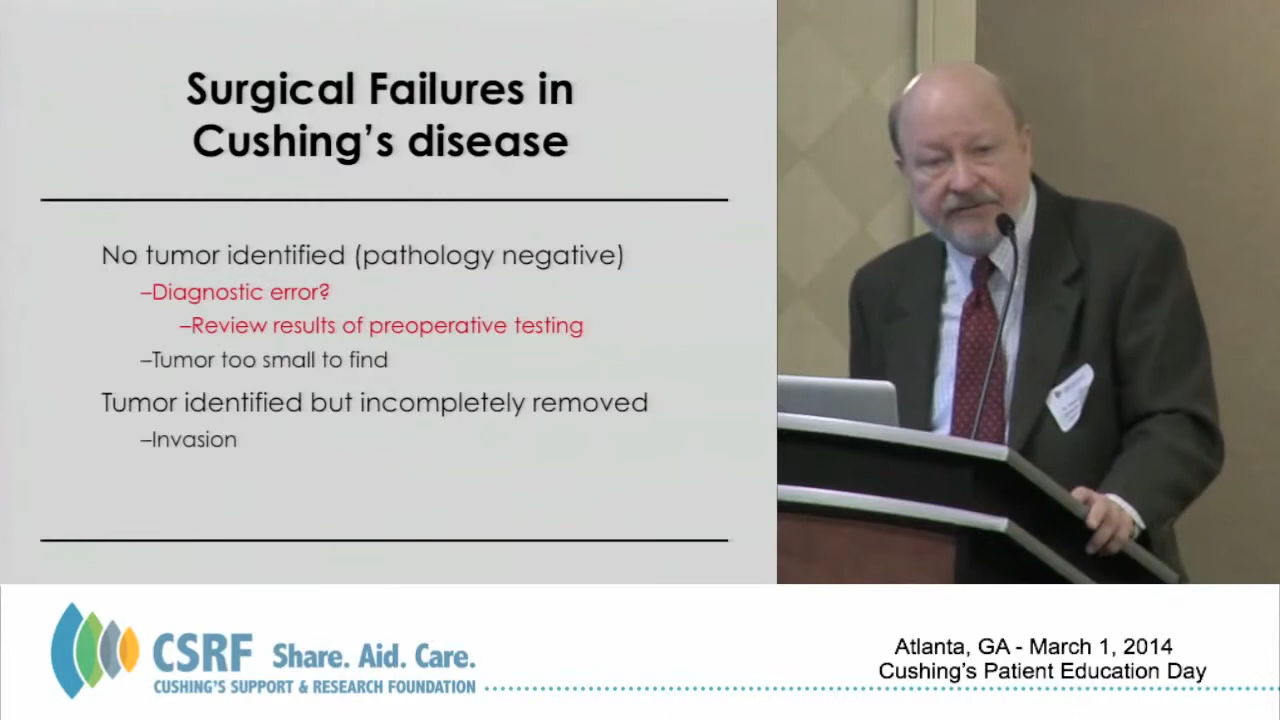 Surgical Failures in
Cushing's disease
No tumor identified (pathology negative)
–Diagnostic error?
–Review results of preoperative testing
–Tumor too small to find
Tumor identified but incompletely removed
–Invasion
CSRF Share. Aid. Care.
CUSHING'S SUPPORT & RESEARCH FOUNDATION
Atlanta, GA - March 1, 2014
Cushing's Patient Education Day